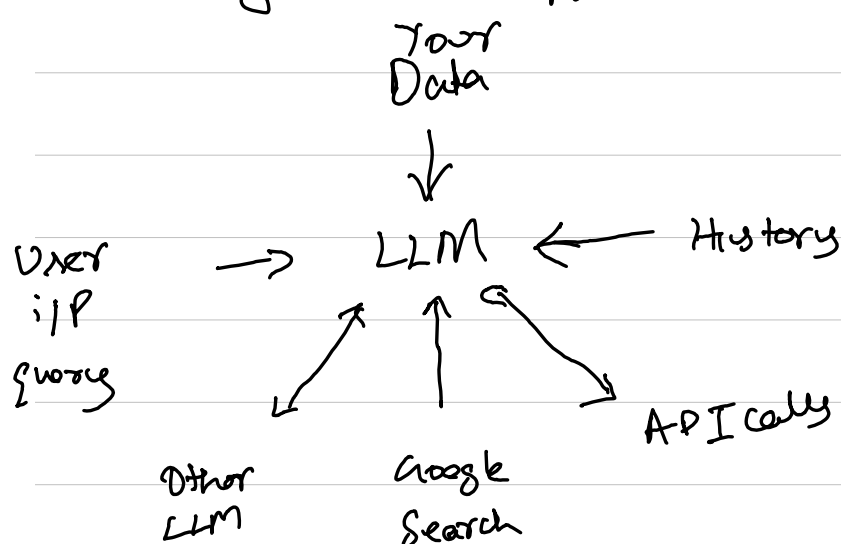 Your
Data
User
i/p
query
LLM
History
Other
LLM
Google
Search
API calls